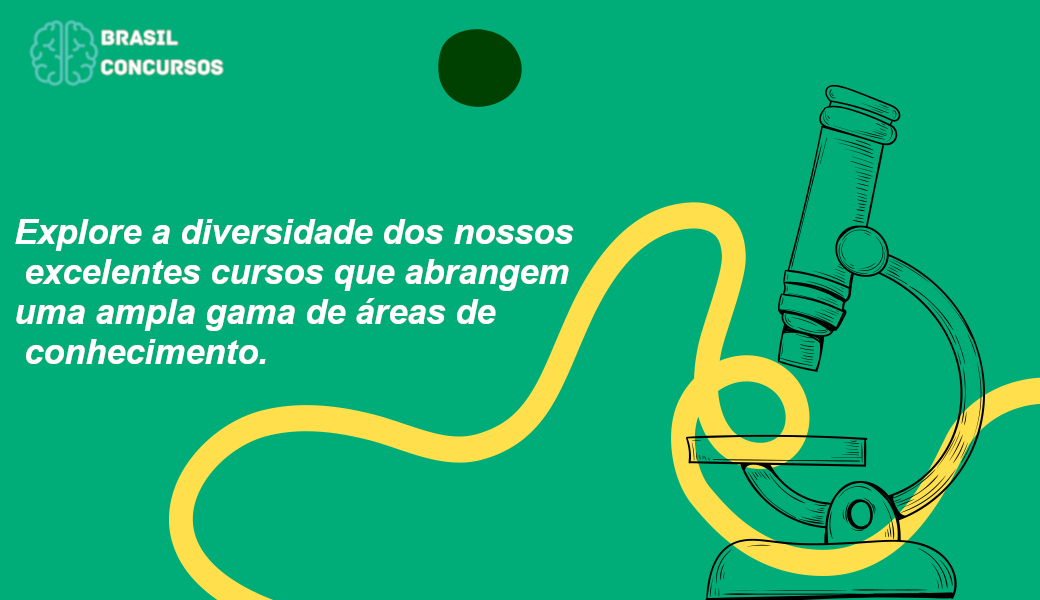 BRASIL
CONCURSOS
Explore a diversidade dos nossos
excelentes cursos que abrangem
uma ampla gama de áreas de
conhecimento.